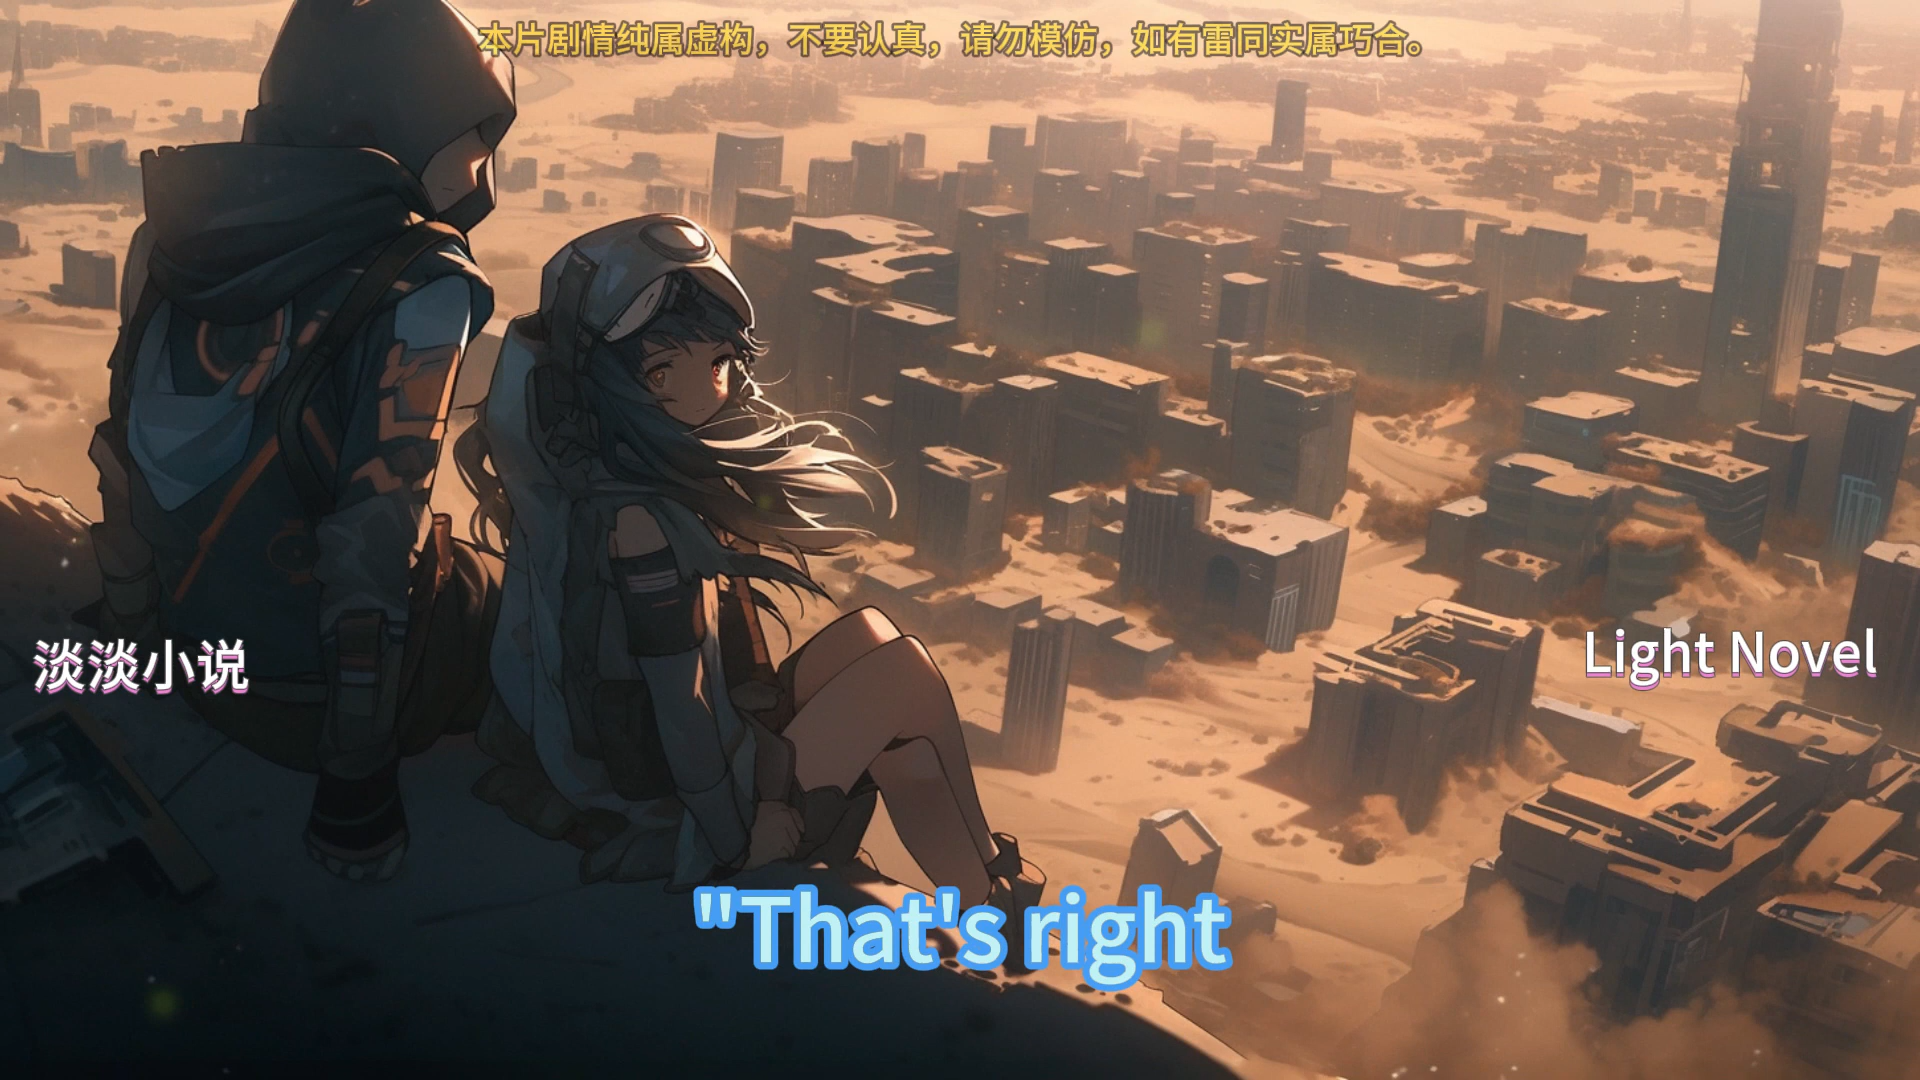 本片剧情纯属虚构，不要认真，请勿模仿，如有雷同实属巧合。
淡淡小说
Light Novel
"That's right